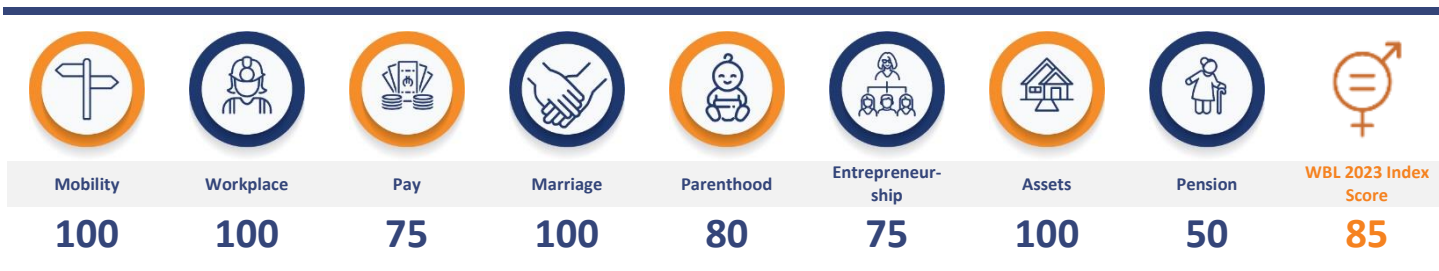 Mobility
Workplace
Pay
Marriage
Parenthood
Entrepreneur-
ship
Assets
Pension
WBL 2023 Index
Score
100
100
75
100
80
75
100
50
85